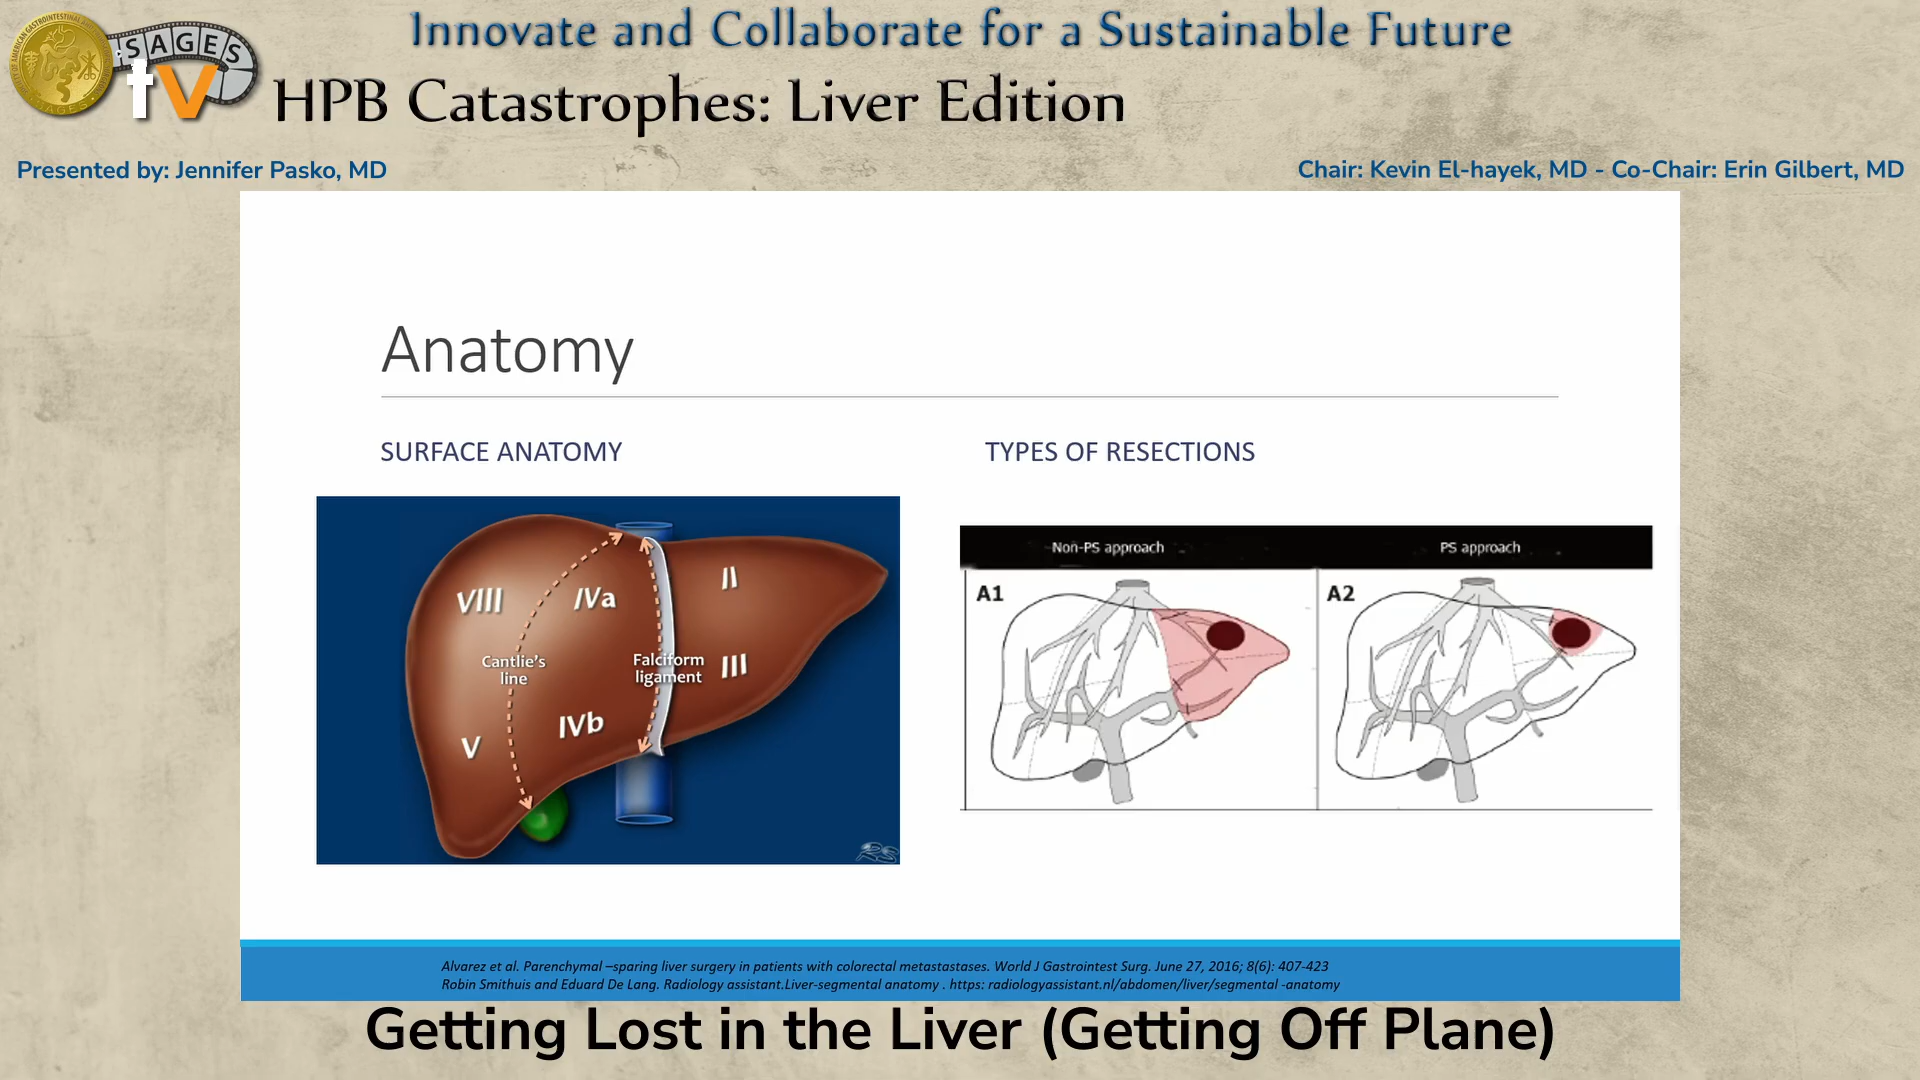 Innovate and Collaborate for a Sustainable Future
SAGES
tv
HPB Catastrophes: Liver Edition
Presented by: Jennifer Pasko, MD
Chair: Kevin El-hayek, MD - Co-Chair: Erin Gilbert, MD
Anatomy
SURFACE ANATOMY
TYPES OF RESECTIONS
VIII
IVa
II
Cantlie's
line
Falciform
ligament
III
V
IVb
RS
Non-PS approach
PS approach
A1
A2
Alvarez et al. Parenchymal –sparing liver surgery in patients with colorectal metastastases. World J Gastrointest Surg. June 27, 2016; 8(6): 407-423
Robin Smithuis and Eduard De Lang. Radiology assistant.Liver-segmental anatomy . https: radiologyassistant.nl/abdomen/liver/segmental -anatomy
Getting Lost in the Liver (Getting Off Plane)